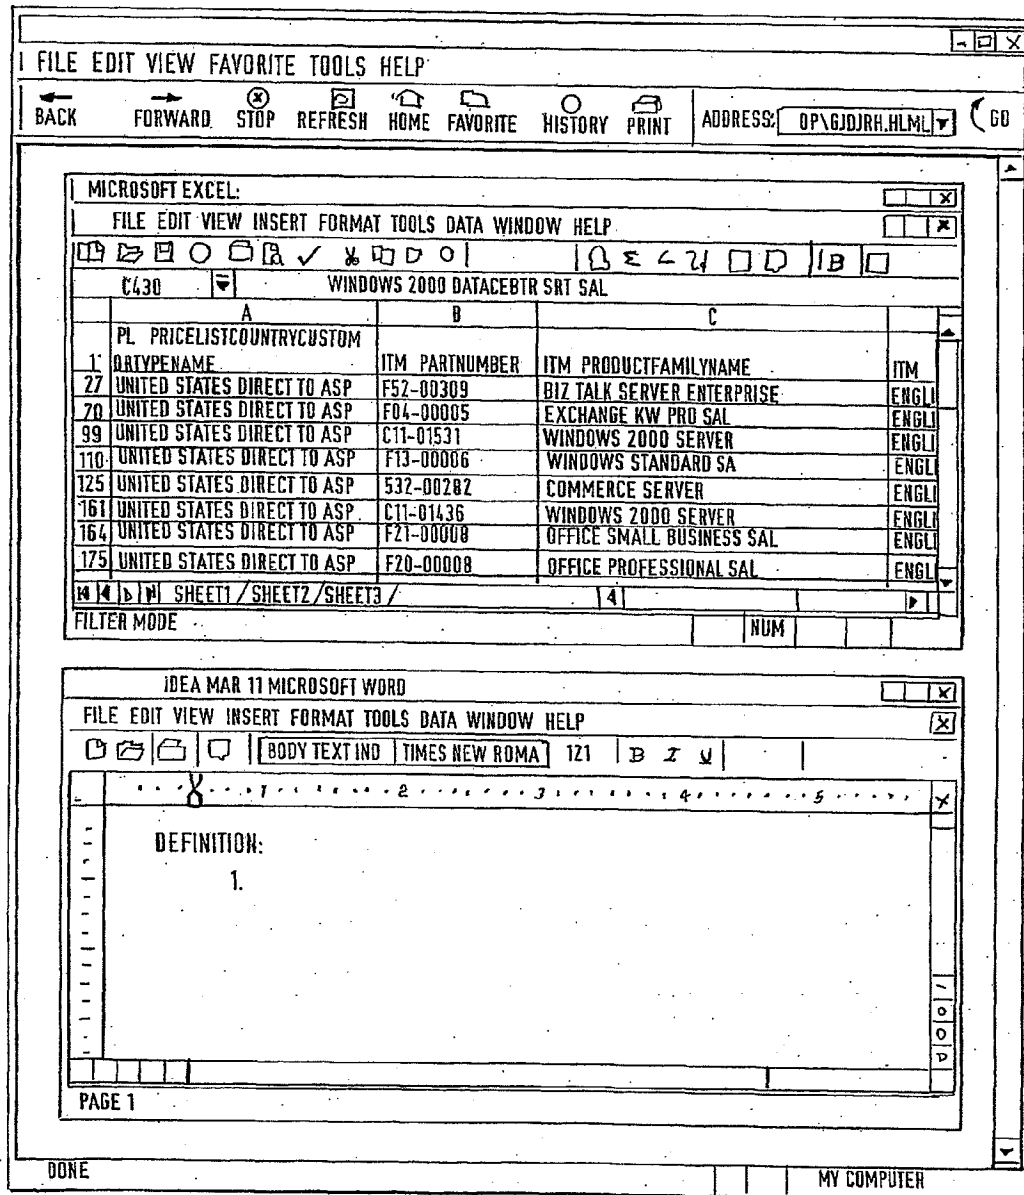 FILE EDIT VIEW FAVORITE TOOLS HELP
BACK FORWARD STOP REFRESH HOME FAVORITE HISTORY PRINT ADDRESS: OP\GJDJRH.HLML GO
MICROSOFT EXCEL:
FILE EDIT VIEW INSERT FORMAT TOOLS DATA WINDOW HELP
B
C430 WINDOWS 2000 DATACEBTR SRT SAL
A B C
PL PRICELISTCOUNTRYCUSTOM
1 ORTYPENAME ITM PARTNUMBER ITM PRODUCTFAMILYNAME ITM
27 UNITED STATES DIRECT TO ASP F52-00309 BIZ TALK SERVER ENTERPRISE ENGLI
70 UNITED STATES DIRECT TO ASP F04-00005 EXCHANGE KW PRO SAL ENGLI
99 UNITED STATES DIRECT TO ASP C11-01531 WINDOWS 2000 SERVER ENGLI
110 UNITED STATES DIRECT TO ASP F13-00006 WINDOWS STANDARD SA ENGLI
125 UNITED STATES DIRECT TO ASP 532-00282 COMMERCE SERVER ENGLI
161 UNITED STATES DIRECT TO ASP C11-01436 WINDOWS 2000 SERVER ENGLI
164 UNITED STATES DIRECT TO ASP F21-00008 OFFICE SMALL BUSINESS SAL ENGLI
175 UNITED STATES DIRECT TO ASP F20-00008 OFFICE PROFESSIONAL SAL ENGLI
SHEET1 / SHEET2 / SHEET3 /
FILTER MODE NUM
IDEA MAR 11 MICROSOFT WORD
FILE EDIT VIEW INSERT FORMAT TOOLS DATA WINDOW HELP
BODY TEXT IND TIMES NEW ROMA 121 B I U
1 2 3 4 5
DEFINITION:
1.
PAGE 1
DONE MY COMPUTER